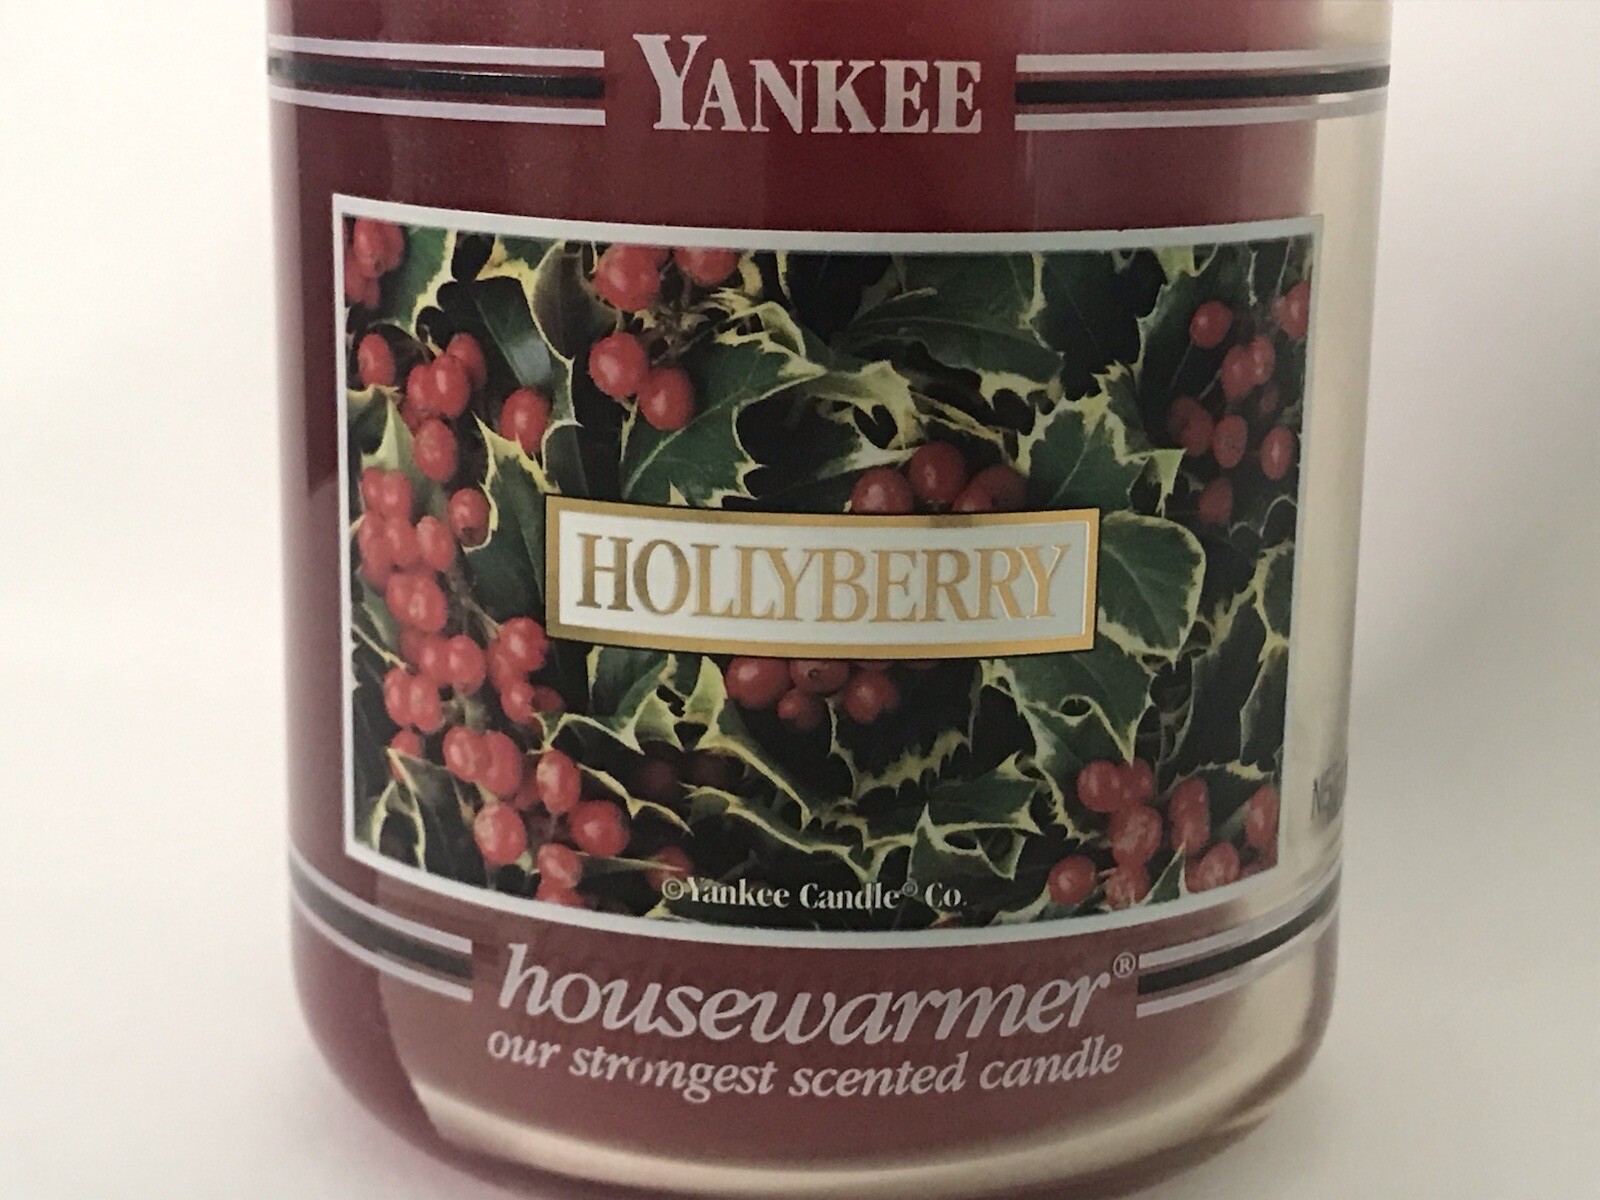 YANKEE
HOLLYBERRY
©Yankee Candle® Co.
housewarmer®
our strongest scented candle